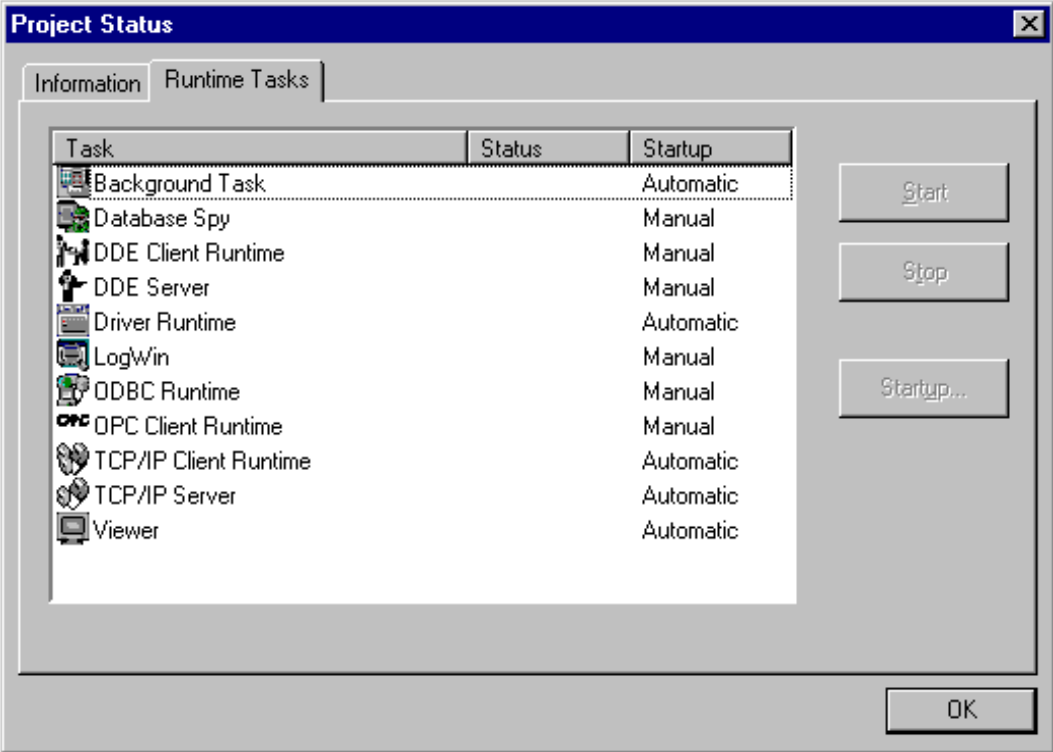 Project Status
Information Runtime Tasks
Task Status Startup
Background Task Automatic
Database Spy Manual
DDE Client Runtime Manual
DDE Server Manual
Driver Runtime Automatic
LogWin Manual
ODBC Runtime Manual
OPC OPC Client Runtime Manual
TCP/IP Client Runtime Automatic
TCP/IP Server Automatic
Viewer Automatic
Start
Stop
Startup...
OK